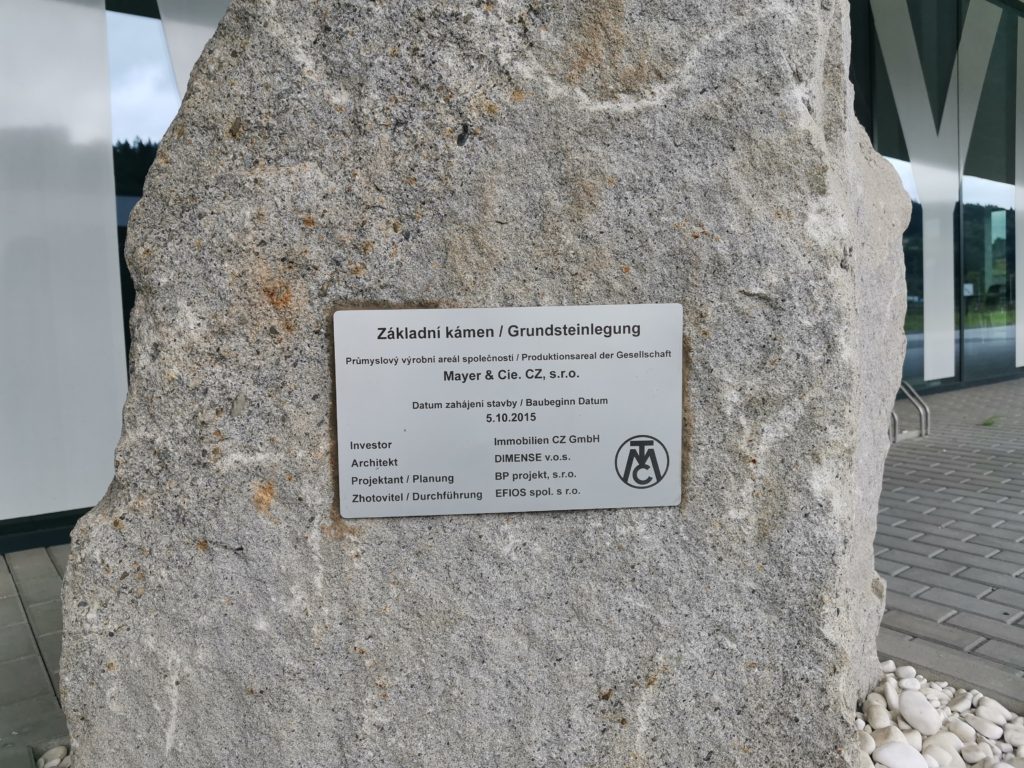 Základní kámen / Grundsteinlegung
Průmyslový výrobní areál společnosti / Produktionsareal der Gesellschaft
Mayer & Cie. CZ, s.r.o.
Datum zahájení stavby / Baubeginn Datum
5.10.2015
Investor Immobilien CZ GmbH
Architekt DIMENSE v.o.s.
Projektant / Planung BP projekt, s.r.o.
Zhotovitel / Durchführung EFIOS spol. s r.o.